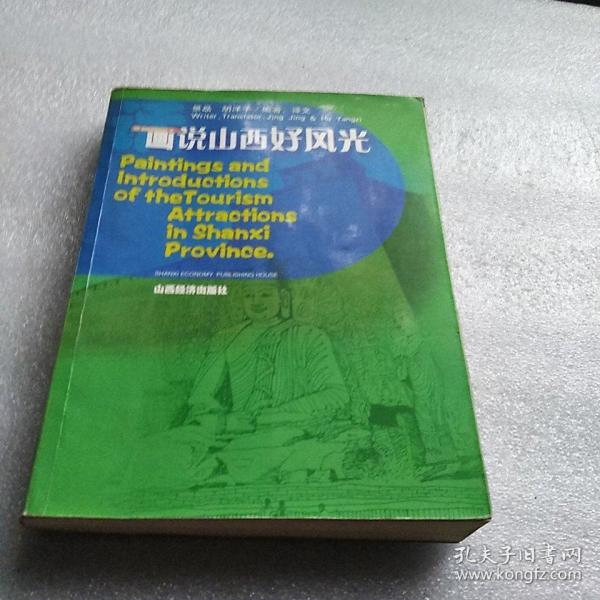 景晶 胡洋子/编著、译文
Writer, Translator: Jing Jing & Hu Yangzi
画说山西好风光
Paintings and
Introductions
of the Tourism
Attractions
in Shanxi
Province.
SHANXI ECONOMY PUBLISHING HOUSE
山西经济出版社
孔夫子旧书网
www.kongfz.com